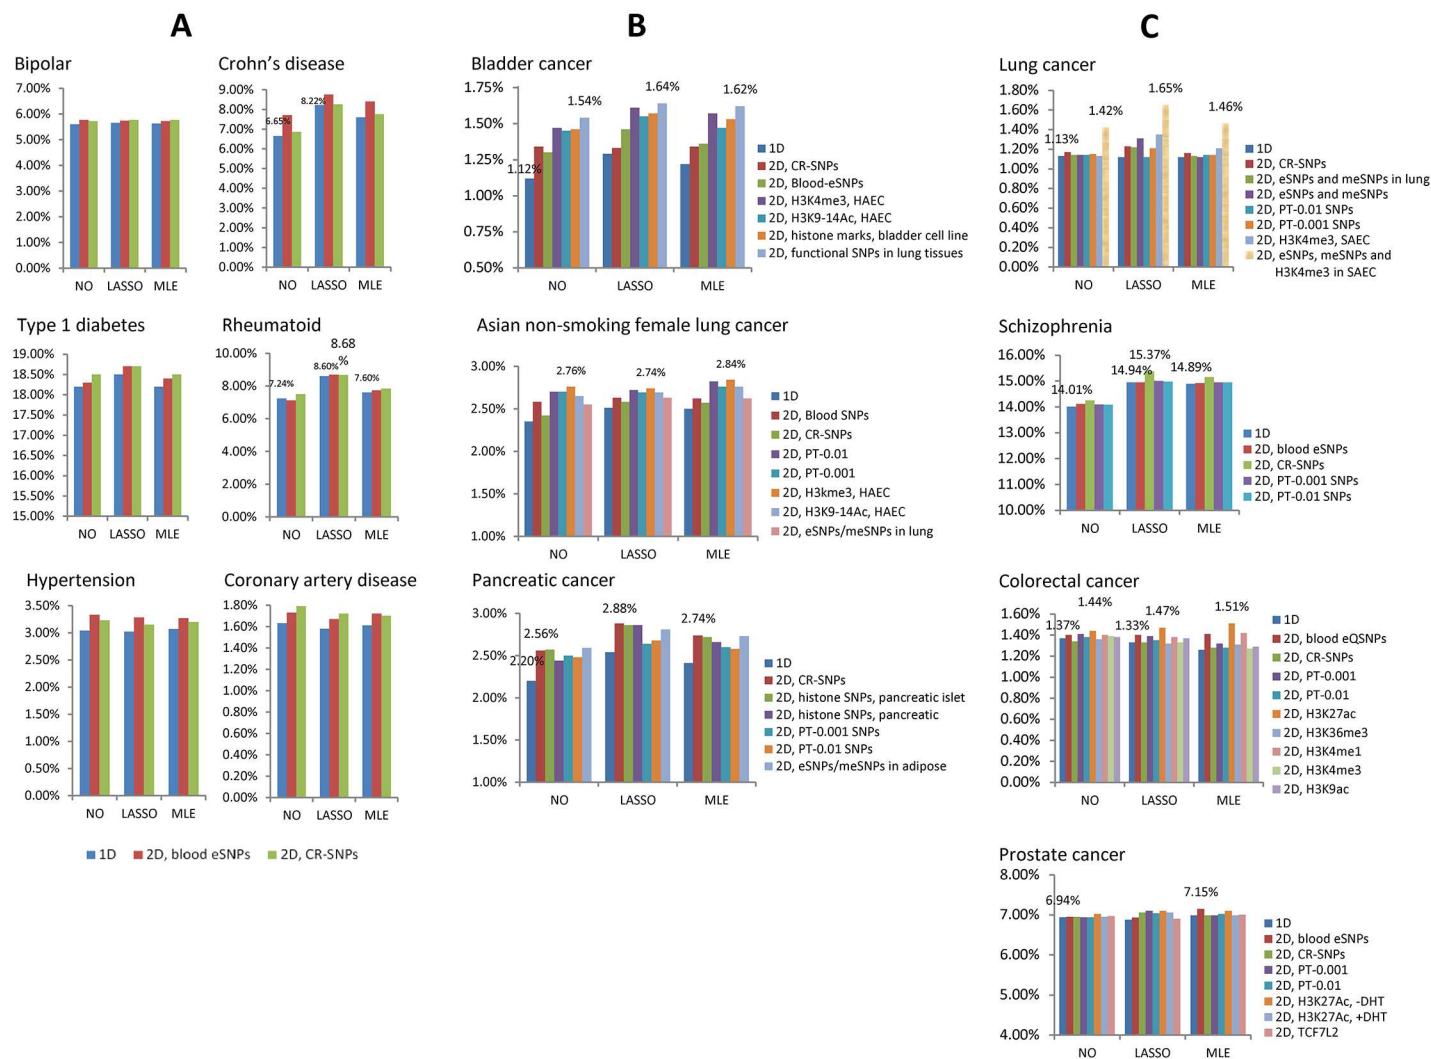 A
B
C
Bipolar
7.00%
6.00%
5.00%
4.00%
3.00%
2.00%
1.00%
0.00%
NO LASSO MLE
Crohn's disease
9.00%
8.00%
7.00%
6.00%
5.00%
4.00%
3.00%
2.00%
1.00%
0.00%
6.65%
8.22%
NO LASSO MLE
Type 1 diabetes
19.00%
18.50%
18.00%
17.50%
17.00%
16.50%
16.00%
15.50%
15.00%
NO LASSO MLE
Rheumatoid
10.00%
8.00%
6.00%
4.00%
2.00%
0.00%
7.24%
8.60%
8.68
%
7.60%
NO LASSO MLE
Hypertension
3.50%
3.00%
2.50%
2.00%
1.50%
1.00%
0.50%
0.00%
NO LASSO MLE
Coronary artery disease
1.80%
1.60%
1.40%
1.20%
1.00%
0.80%
0.60%
0.40%
0.20%
0.00%
NO LASSO MLE
1D 2D, blood eSNPs 2D, CR-SNPs
Bladder cancer
1.75%
1.50%
1.25%
1.00%
0.75%
0.50%
1.12%
1.54%
1.64%
1.62%
NO LASSO MLE
1D
2D, CR-SNPs
2D, Blood-eSNPs
2D, H3K4me3, HAEC
2D, H3K9-14Ac, HAEC
2D, histone marks, bladder cell line
2D, functional SNPs in lung tissues
Asian non-smoking female lung cancer
3.00%
2.50%
2.00%
1.50%
1.00%
2.76%
2.74%
2.84%
NO LASSO MLE
1D
2D, Blood SNPs
2D, CR-SNPs
2D, PT-0.01
2D, PT-0.001
2D, H3kme3, HAEC
2D, H3K9-14Ac, HAEC
2D, eSNPs/meSNPs in lung
Pancreatic cancer
3.00%
2.50%
2.00%
1.50%
1.00%
2.20%
2.56%
2.88%
2.74%
NO LASSO MLE
1D
2D, CR-SNPs
2D, histone SNPs, pancreatic islet
2D, histone SNPs, pancreatic
2D, PT-0.001 SNPs
2D, PT-0.01 SNPs
2D, eSNPs/meSNPs in adipose
Lung cancer
1.80%
1.60%
1.40%
1.20%
1.00%
0.80%
0.60%
0.40%
0.20%
0.00%
1.13%
1.42%
1.65%
1.46%
NO LASSO MLE
1D
2D, CR-SNPs
2D, eSNPs and meSNPs in lung
2D, eSNPs and meSNPs
2D, PT-0.01 SNPs
2D, PT-0.001 SNPs
2D, H3K4me3, SAEC
2D, eSNPs, meSNPs and
H3K4me3 in SAEC
Schizophrenia
16.00%
15.00%
14.00%
13.00%
12.00%
11.00%
10.00%
14.01%
14.94%
15.37%
14.89%
NO LASSO MLE
1D
2D, blood eSNPs
2D, CR-SNPs
2D, PT-0.001 SNPs
2D, PT-0.01 SNPs
Colorectal cancer
1.60%
1.40%
1.20%
1.00%
0.80%
0.60%
0.40%
0.20%
0.00%
1.37%
1.44%
1.33%
1.47%
1.51%
NO LASSO MLE
1D
2D, blood eQSNPs
2D, CR-SNPs
2D, PT-0.001
2D, PT-0.01
2D, H3K27ac
2D, H3K36me3
2D, H3K4me1
2D, H3K4me3
2D, H3K9ac
Prostate cancer
8.00%
7.00%
6.00%
5.00%
4.00%
6.94%
7.15%
NO LASSO MLE
1D
2D, blood eSNPs
2D, CR-SNPs
2D, PT-0.001
2D, PT-0.01
2D, H3K27Ac, -DHT
2D, H3K27Ac, +DHT
2D, TCF7L2